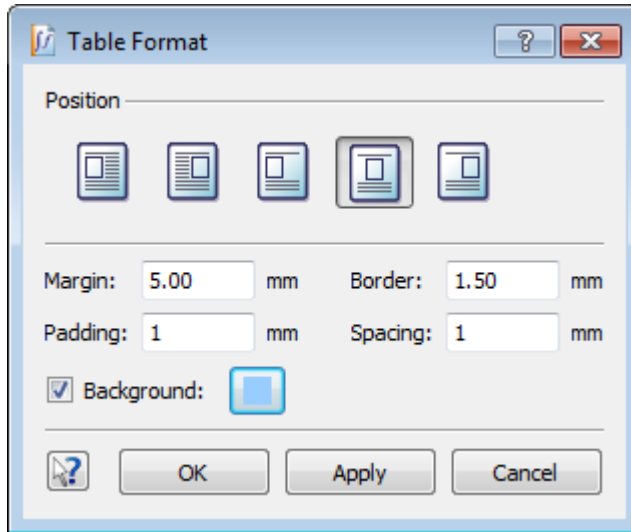 Table Format
Position
Margin: 5.00 mm Border: 1.50 mm
Padding: 1 mm Spacing: 1 mm
Background:
OK Apply Cancel